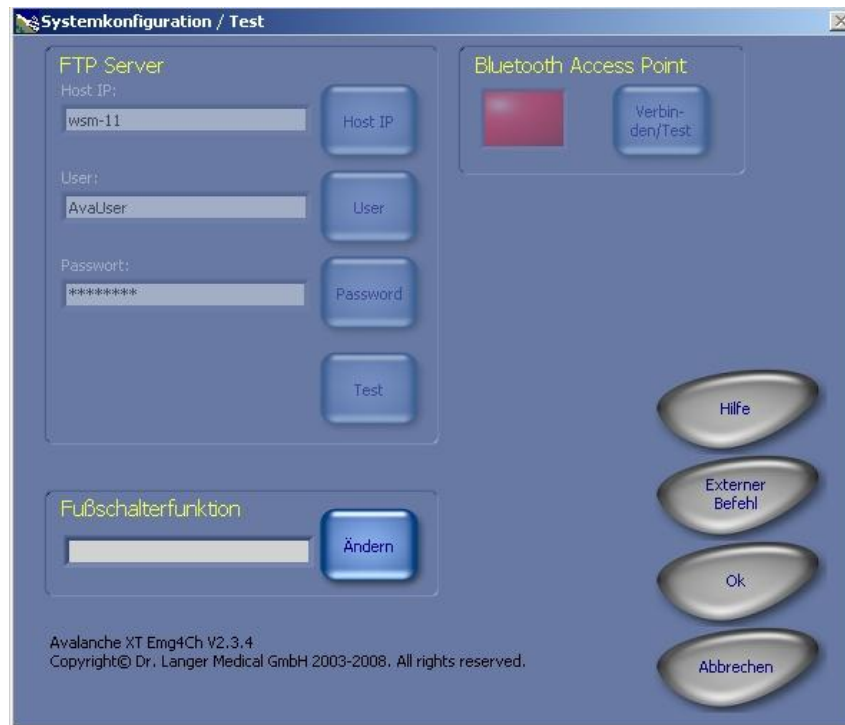 Systemkonfiguration / Test
FTP Server
Host IP:
wsm-11
Host IP
User:
AvaUser
User
Passwort:
********
Password
Test
Bluetooth Access Point
Verbin-
den/Test
Fußschalterfunktion
Ändern
Hilfe
Externer
Befehl
Ok
Abbrechen
Avalanche XT Emg4Ch V2.3.4
Copyright© Dr. Langer Medical GmbH 2003-2008. All rights reserved.